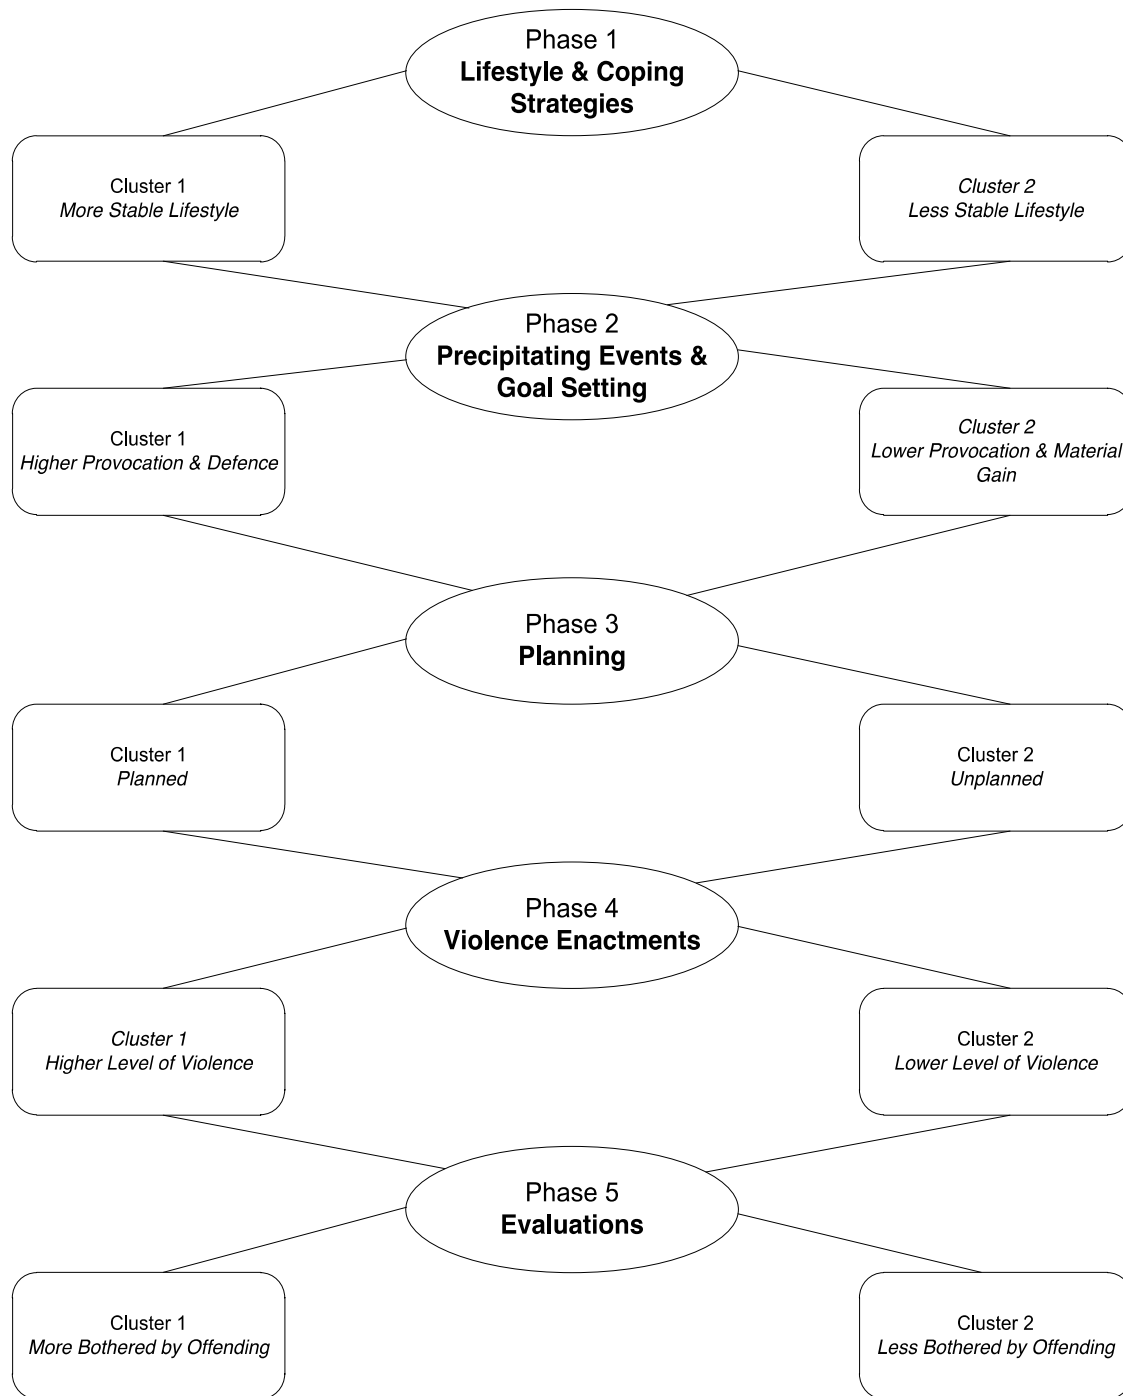 Phase 1
Lifestyle & Coping
Strategies
Cluster 1
More Stable Lifestyle
Cluster 2
Less Stable Lifestyle
Phase 2
Precipitating Events &
Goal Setting
Cluster 1
Higher Provocation & Defence
Cluster 2
Lower Provocation & Material
Gain
Phase 3
Planning
Cluster 1
Planned
Cluster 2
Unplanned
Phase 4
Violence Enactments
Cluster 1
Higher Level of Violence
Cluster 2
Lower Level of Violence
Phase 5
Evaluations
Cluster 1
More Bothered by Offending
Cluster 2
Less Bothered by Offending